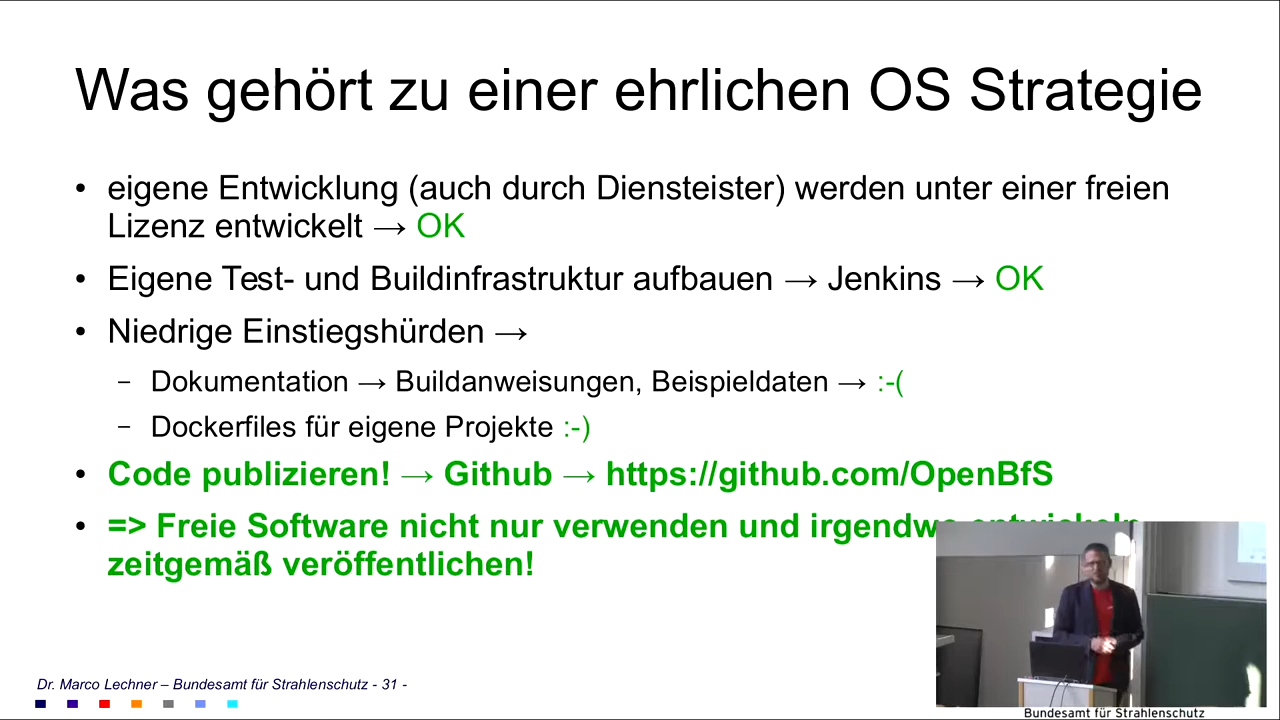 Was gehört zu einer ehrlichen OS Strategie
• eigene Entwicklung (auch durch Diensteister) werden unter einer freien
Lizenz entwickelt → OK
• Eigene Test- und Buildinfrastruktur aufbauen → Jenkins → OK
• Niedrige Einstiegshürden →
– Dokumentation → Buildanweisungen, Beispieldaten → :-(
– Dockerfiles für eigene Projekte :-)
• Code publizieren! → Github → https://github.com/OpenBfS
• => Freie Software nicht nur verwenden und
zeitgemäß veröffentlichen!
Dr. Marco Lechner – Bundesamt für Strahlenschutz - 31 -
Bundesamt für Strahlenschutz